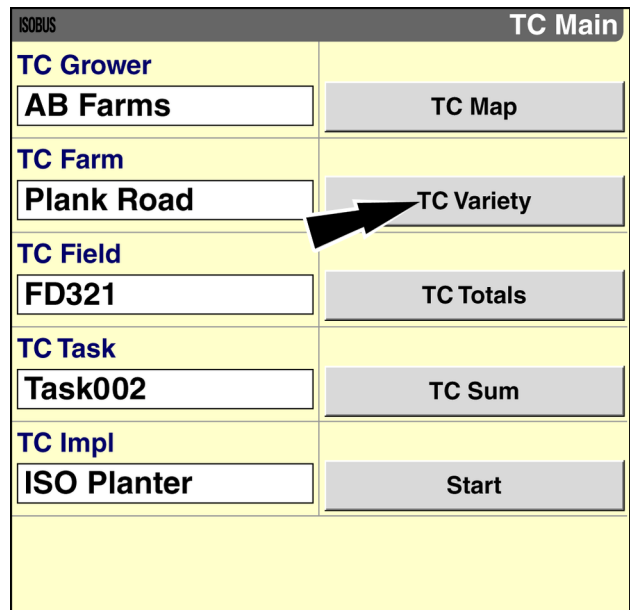 ISOBUS
TC Main
TC Grower
AB Farms
TC Map
TC Farm
Plank Road
TC Variety
TC Field
FD321
TC Totals
TC Task
Task002
TC Sum
TC Impl
ISO Planter
Start